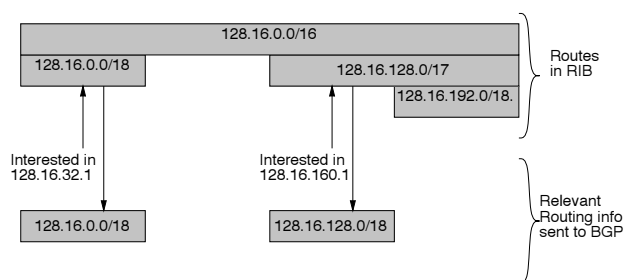 128.16.0.0/16
128.16.0.0/18
128.16.128.0/17
128.16.192.0/18.
Routes
in RIB
Interested in
128.16.32.1
Interested in
128.16.160.1
128.16.0.0/18
128.16.128.0/18
Relevant
Routing info
sent to BGP